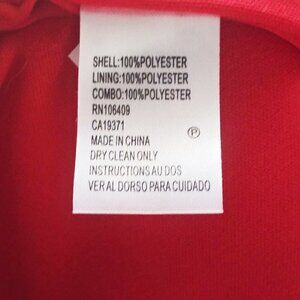 SHELL:100%POLYESTER
LINING:100%POLYESTER
COMBO:100%POLYESTER
RN106409
CA19371
MADE IN CHINA
P
DRY CLEAN ONLY
INSTRUCTIONS AU DOS
VER AL DORSO PARA CUIDADO